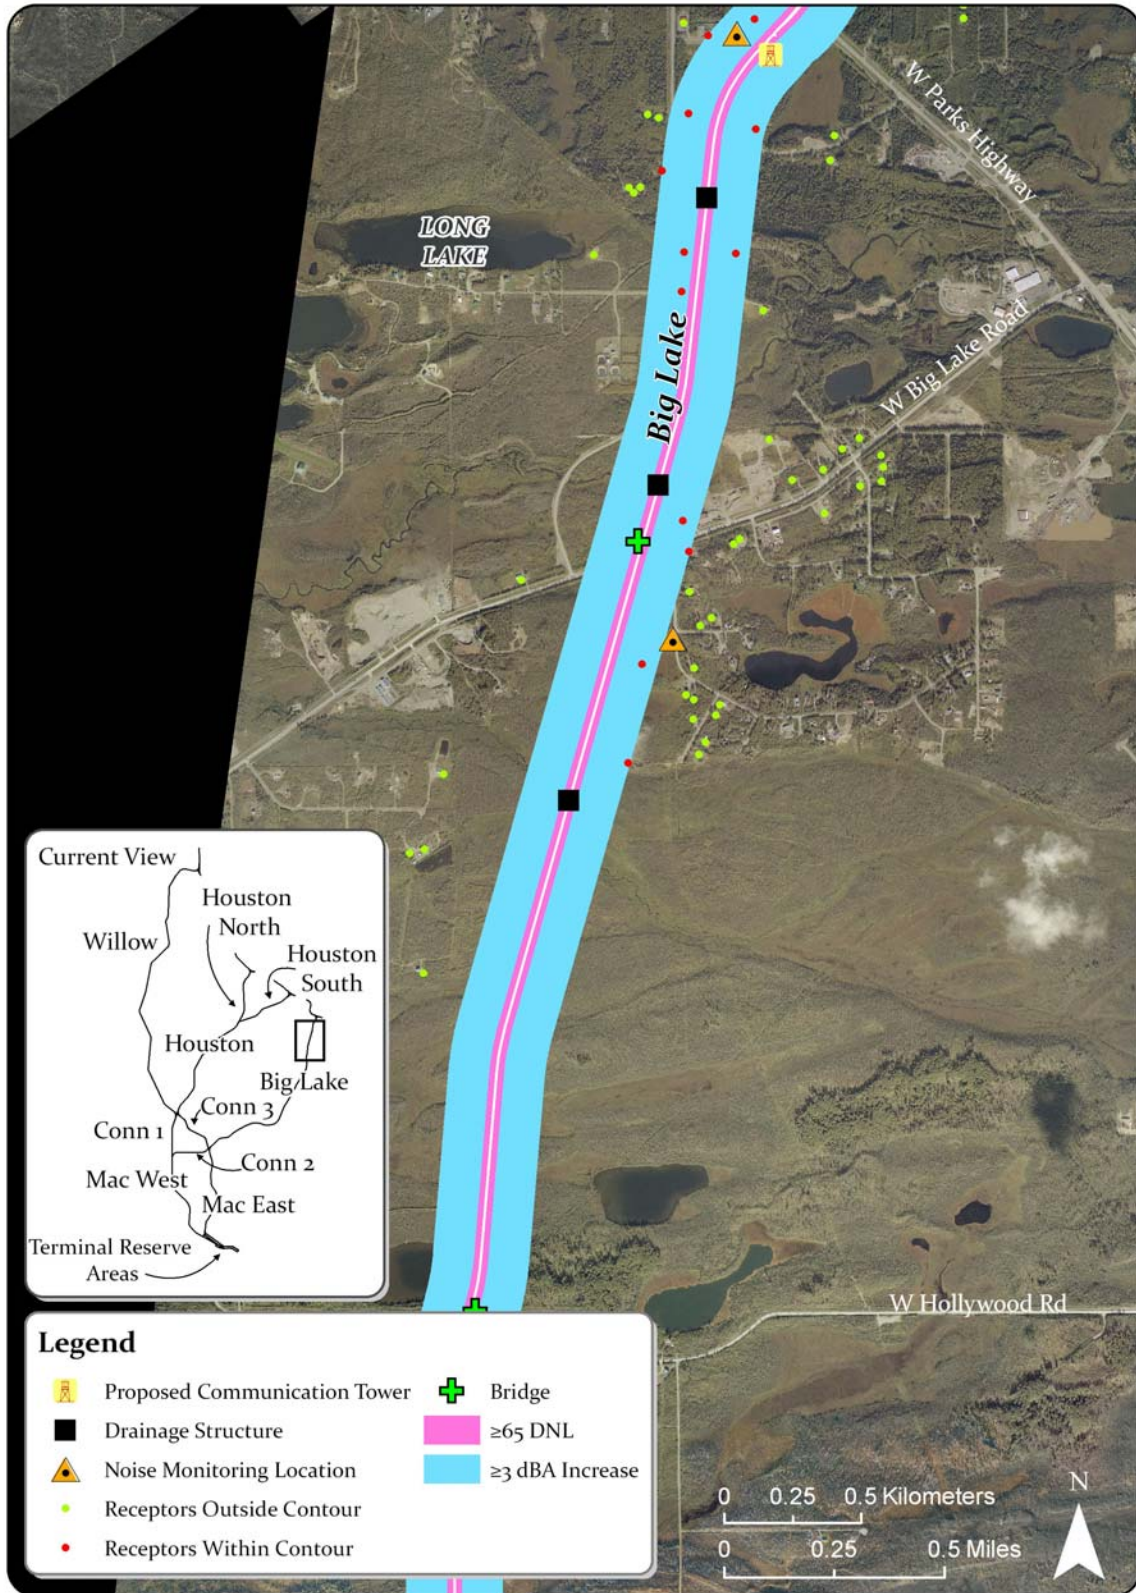 W Parks Highway
LONG
LAKE
Big Lake
W Big Lake Road
Current View
Houston
North
Willow
Houston
South
Houston
Big Lake
Conn 3
Conn 1
Conn 2
Mac West
Mac East
Terminal Reserve
Areas
W Hollywood Rd
Legend
Proposed Communication Tower
Bridge
Drainage Structure
≥65 DNL
Noise Monitoring Location
≥3 dBA Increase
Receptors Outside Contour
Receptors Within Contour
0 0.25 0.5 Kilometers
0 0.25 0.5 Miles
N